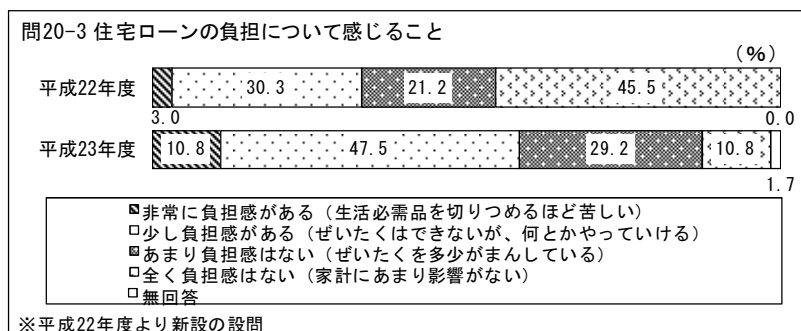 問20-3 住宅ローンの負担について感じること
(%)
平成22年度
30.3
21.2
45.5
3.0
0.0
平成23年度
10.8
47.5
29.2
10.8
1.7
非常に負担感がある（生活必需品を切りつめるほど苦しい）
少し負担感がある（ぜいたくはできないが、何とかやっていける）
あまり負担感はない（ぜいたくを多少がまんしている）
全く負担感はない（家計にあまり影響がない）
無回答
※平成22年度より新設の設問